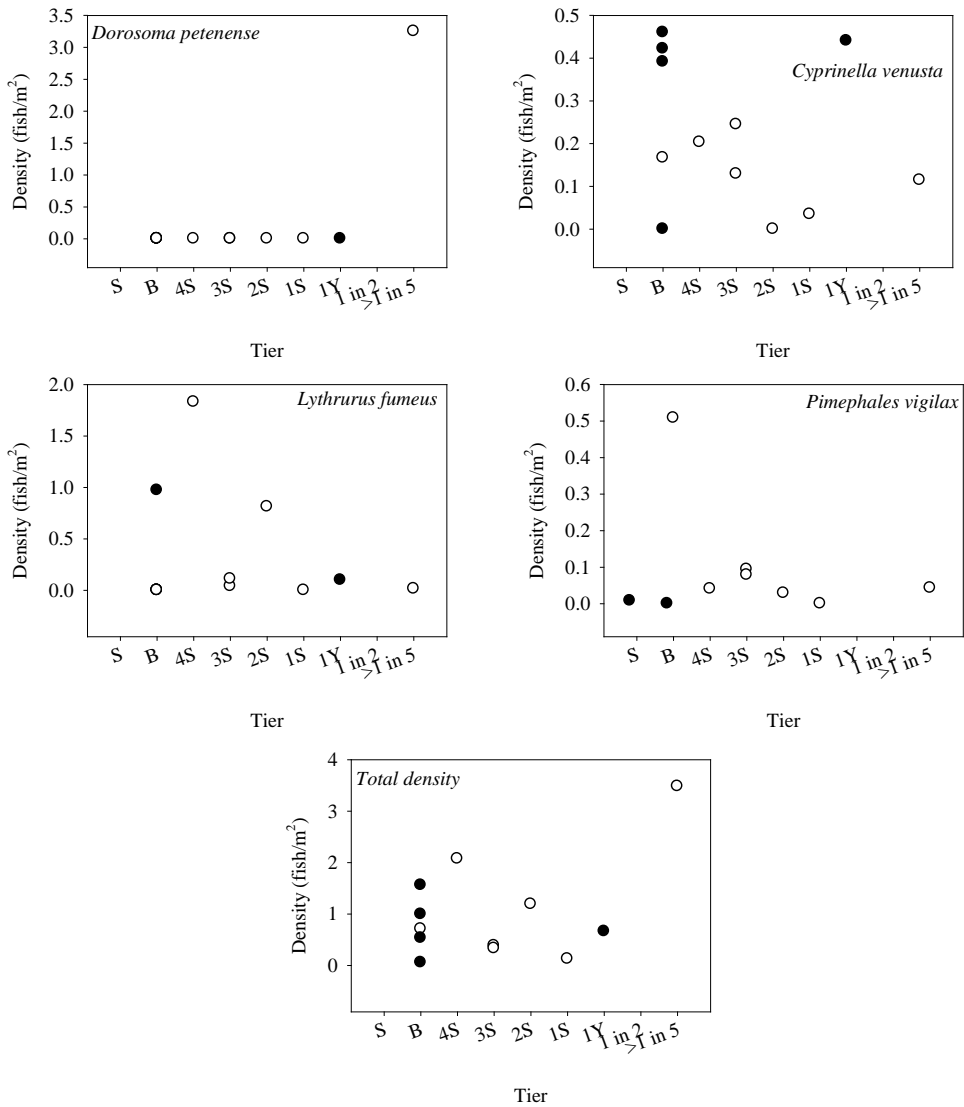 Dorosoma petenense
Density (fish/m2)
3.5
3.0
2.5
2.0
1.5
1.0
0.5
0.0
S B 4S 3S 2S 1S 1Y 1 in 2 >1 in 5
Tier
Cyprinella venusta
Density (fish/m2)
0.5
0.4
0.3
0.2
0.1
0.0
S B 4S 3S 2S 1S 1Y 1 in 2 >1 in 5
Tier
Lythrurus fumeus
Density (fish/m2)
2.0
1.5
1.0
0.5
0.0
S B 4S 3S 2S 1S 1Y 1 in 2 >1 in 5
Tier
Pimephales vigilax
Density (fish/m2)
0.6
0.5
0.4
0.3
0.2
0.1
0.0
S B 4S 3S 2S 1S 1Y 1 in 2 >1 in 5
Tier
Total density
Density (fish/m2)
4
3
2
1
0
S B 4S 3S 2S 1S 1Y 1 in 2 >1 in 5
Tier